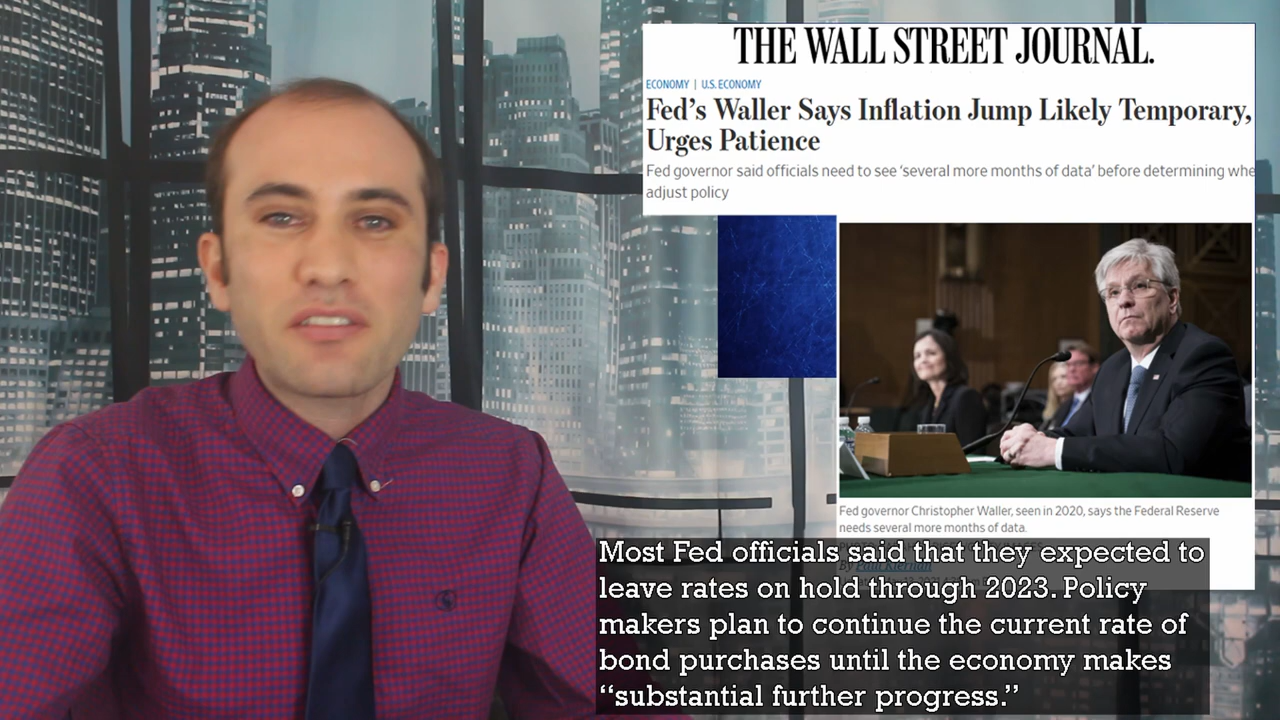 THE WALL STREET JOURNAL.
ECONOMY | U.S. ECONOMY
Fed's Waller Says Inflation Jump Likely Temporary,
Urges Patience
Fed governor said officials need to see 'several more months of data' before determining whe
adjust policy
Fed governor Christopher Waller, seen in 2020, says the Federal Reserve
needs several more months of data.
By Paul Kiernan
Most Fed officials said that they expected to
leave rates on hold through 2023. Policy
makers plan to continue the current rate of
bond purchases until the economy makes
“substantial further progress.”